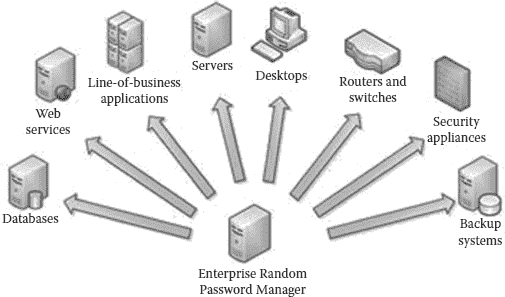 Servers
Desktops
Line-of-business
applications
Routers and
switches
Web
services
Security
appliances
Databases
Backup
systems
Enterprise Random
Password Manager